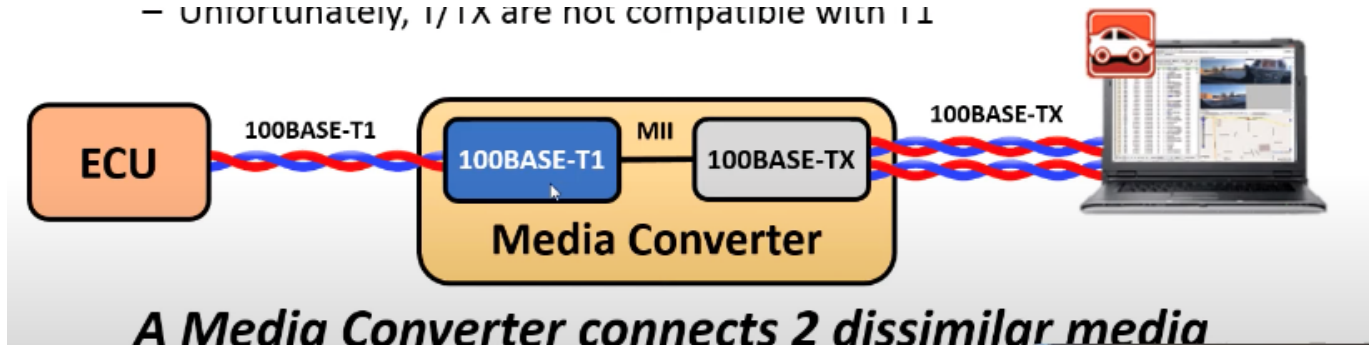 – Unfortunately, T/TX are not compatible with T1
ECU
100BASE-T1
100BASE-T1
MII
100BASE-TX
Media Converter
100BASE-TX
A Media Converter connects 2 dissimilar media